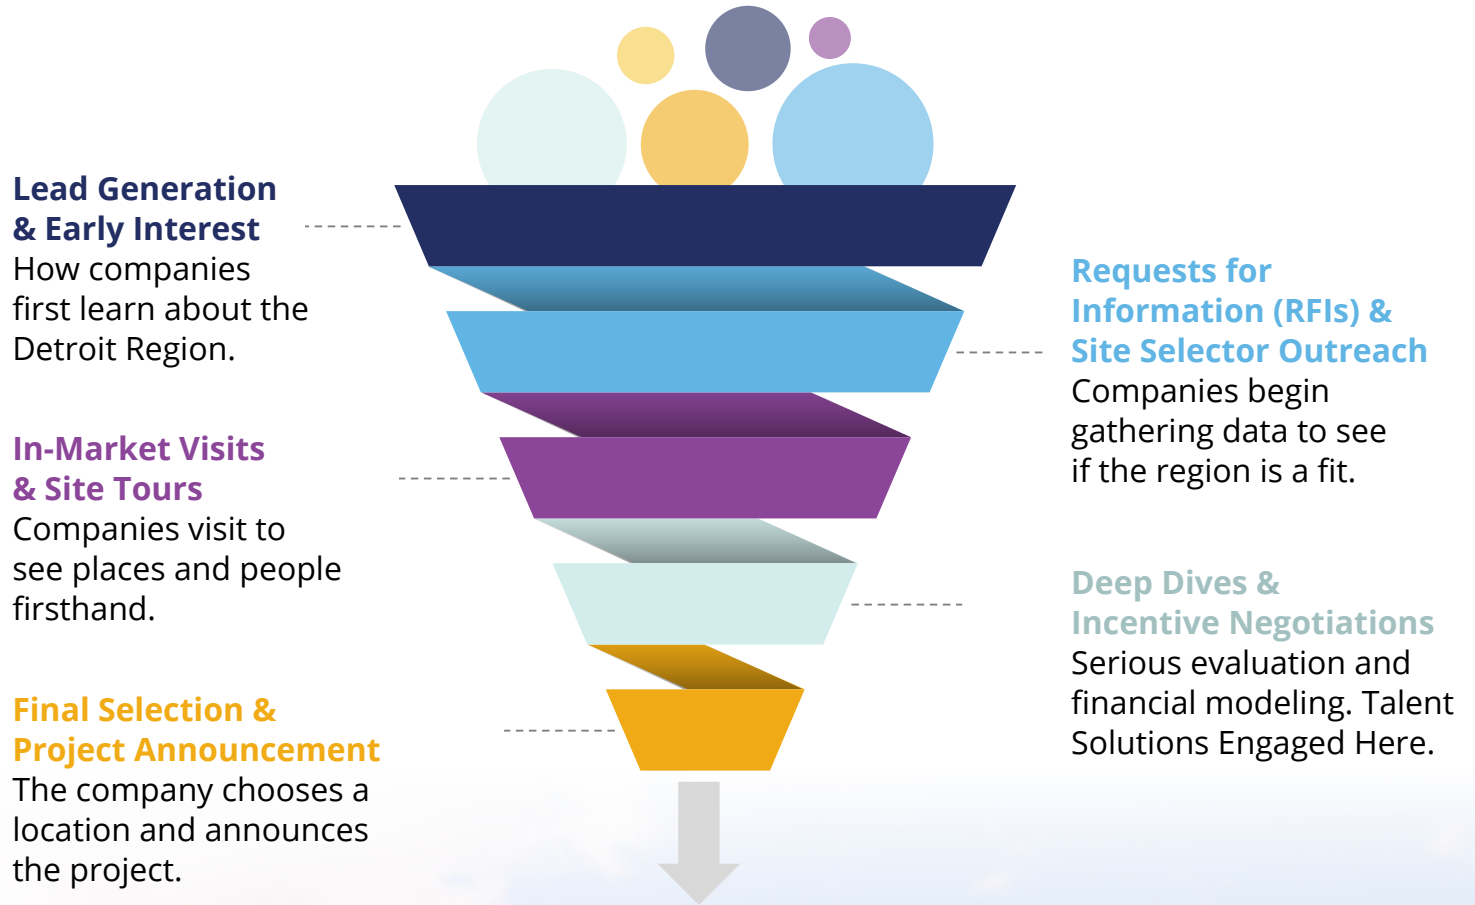 Lead Generation
& Early Interest
How companies
first learn about the
Detroit Region.
Requests for
Information (RFIs) &
Site Selector Outreach
Companies begin
gathering data to see
if the region is a fit.
In-Market Visits
& Site Tours
Companies visit to
see places and people
firsthand.
Deep Dives &
Incentive Negotiations
Serious evaluation and
financial modeling. Talent
Solutions Engaged Here.
Final Selection &
Project Announcement
The company chooses a
location and announces
the project.